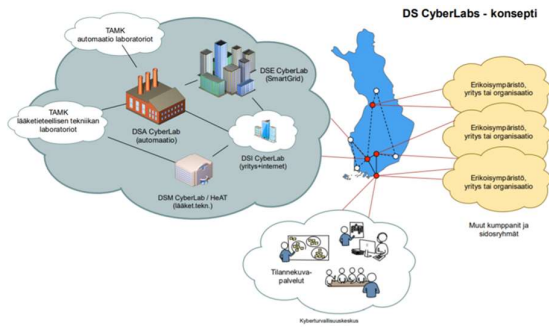 DS CyberLabs - konsepti
TAMK
automaatio laboratoriot
DSE CyberLab
(SmartGrid)
TAMK
lääketieteellisen tekniikan
laboratoriot
DSA CyberLab
(automaatio)
DSI CyberLab
(yritys+internet)
DSM CyberLab / HeAT
(lääket.tekn.)
Erikoisympäristö,
yritys tai organisaatio
Erikoisympäristö,
yritys tai organisaatio
Erikoisympäristö,
yritys tai organisaatio
Muut kumppanit ja
sidosryhmät
Tilannekuva-
palvelut
Kyberturvallisuuskeskus